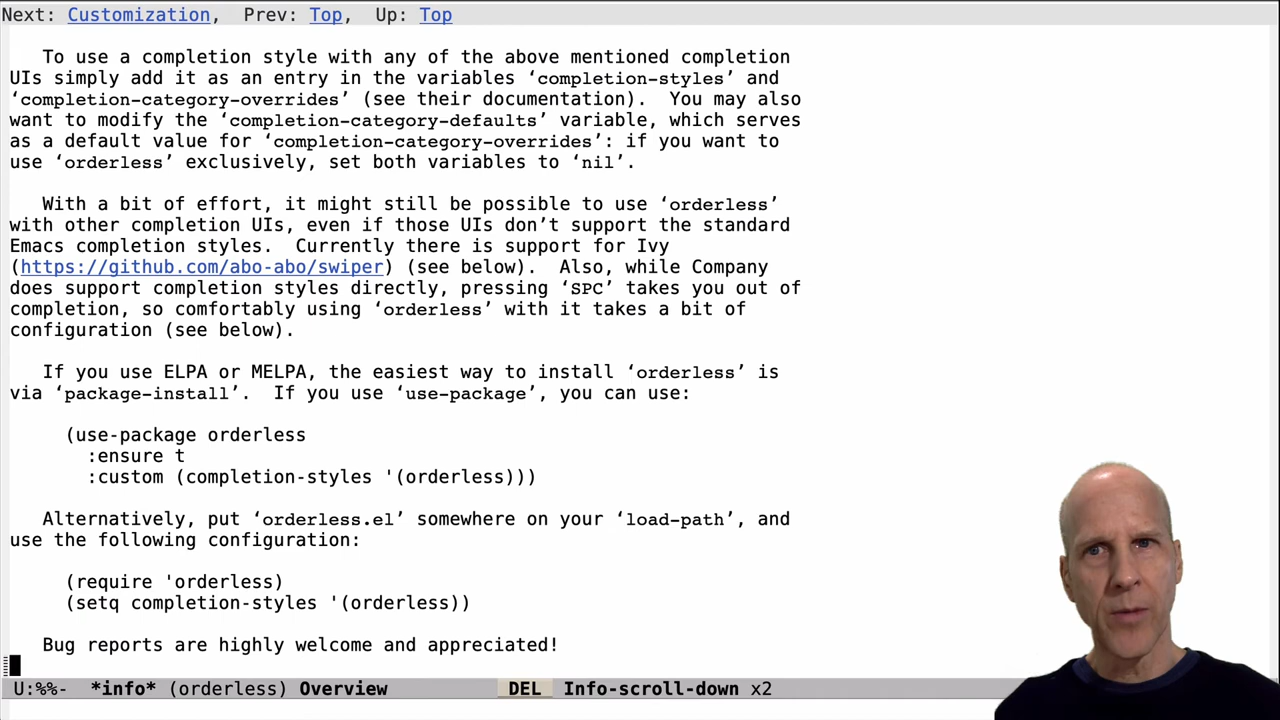 Next: Customization,  Prev: Top,  Up: Top
To use a completion style with any of the above mentioned completion
UIs simply add it as an entry in the variables ‘completion-styles’ and
‘completion-category-overrides’ (see their documentation).  You may also
want to modify the ‘completion-category-defaults’ variable, which serves
as a default value for ‘completion-category-overrides’: if you want to
use ‘orderless’ exclusively, set both variables to ‘nil’.
With a bit of effort, it might still be possible to use ‘orderless’
with other completion UIs, even if those UIs don’t support the standard
Emacs completion styles.  Currently there is support for Ivy
(https://github.com/abo-abo/swiper) (see below).  Also, while Company
does support completion styles directly, pressing ‘SPC’ takes you out of
completion, so comfortably using ‘orderless’ with it takes a bit of
configuration (see below).
If you use ELPA or MELPA, the easiest way to install ‘orderless’ is
via ‘package-install’.  If you use ‘use-package’, you can use:
(use-package orderless
:ensure t
:custom (completion-styles '(orderless)))
Alternatively, put ‘orderless.el’ somewhere on your ‘load-path’, and
use the following configuration:
(require 'orderless)
(setq completion-styles '(orderless))
Bug reports are highly welcome and appreciated!
U:%%-  *info* (orderless) Overview  DEL  Info-scroll-down x2